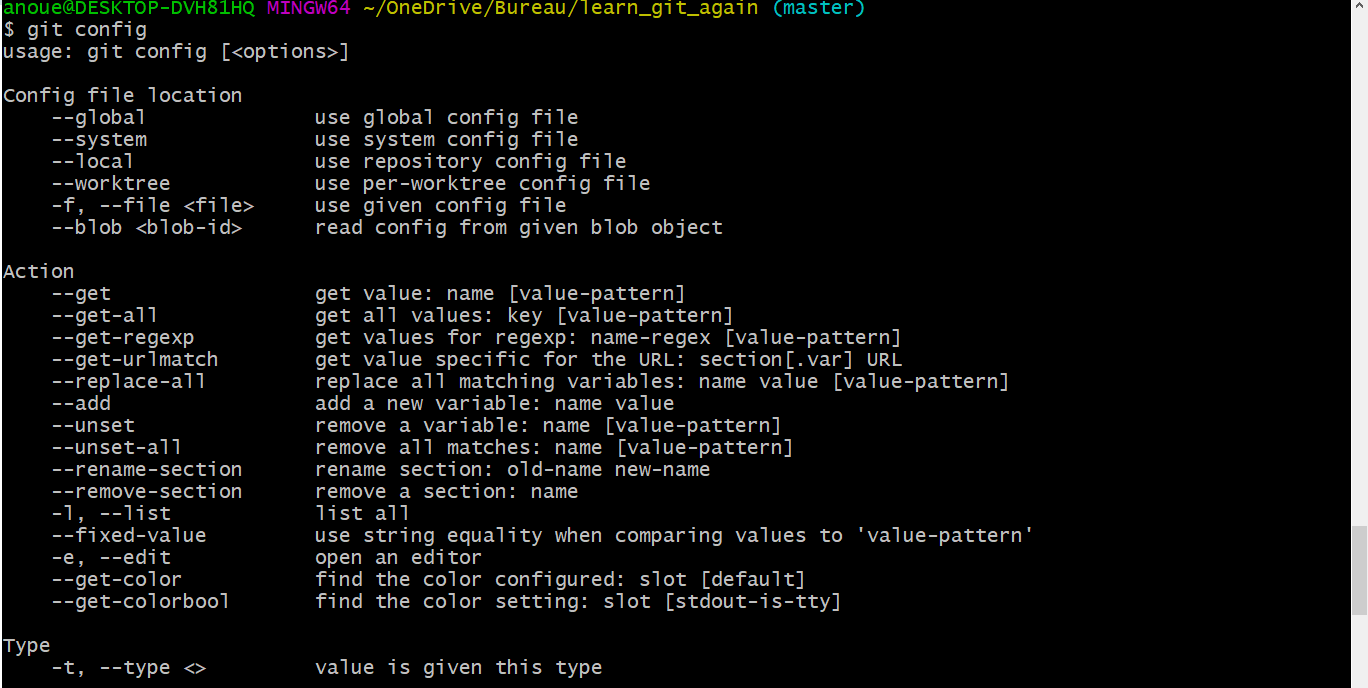 anoue@DESKTOP-DVH81HQ MINGW64 ~/OneDrive/Bureau/learn_git_again (master)
$ git config
usage: git config [<options>]
Config file location
--global use global config file
--system use system config file
--local use repository config file
--worktree use per-worktree config file
-f, --file <file> use given config file
--blob <blob-id> read config from given blob object
Action
--get get value: name [value-pattern]
--get-all get all values: key [value-pattern]
--get-regexp get values for regexp: name-regex [value-pattern]
--get-urlmatch get value specific for the URL: section[.var] URL
--replace-all replace all matching variables: name value [value-pattern]
--add add a new variable: name value
--unset remove a variable: name [value-pattern]
--unset-all remove all matches: name [value-pattern]
--rename-section rename section: old-name new-name
--remove-section remove a section: name
-l, --list list all
--fixed-value use string equality when comparing values to 'value-pattern'
-e, --edit open an editor
--get-color find the color configured: slot [default]
--get-colorbool find the color setting: slot [stdout-is-tty]
Type
-t, --type <> value is given this type